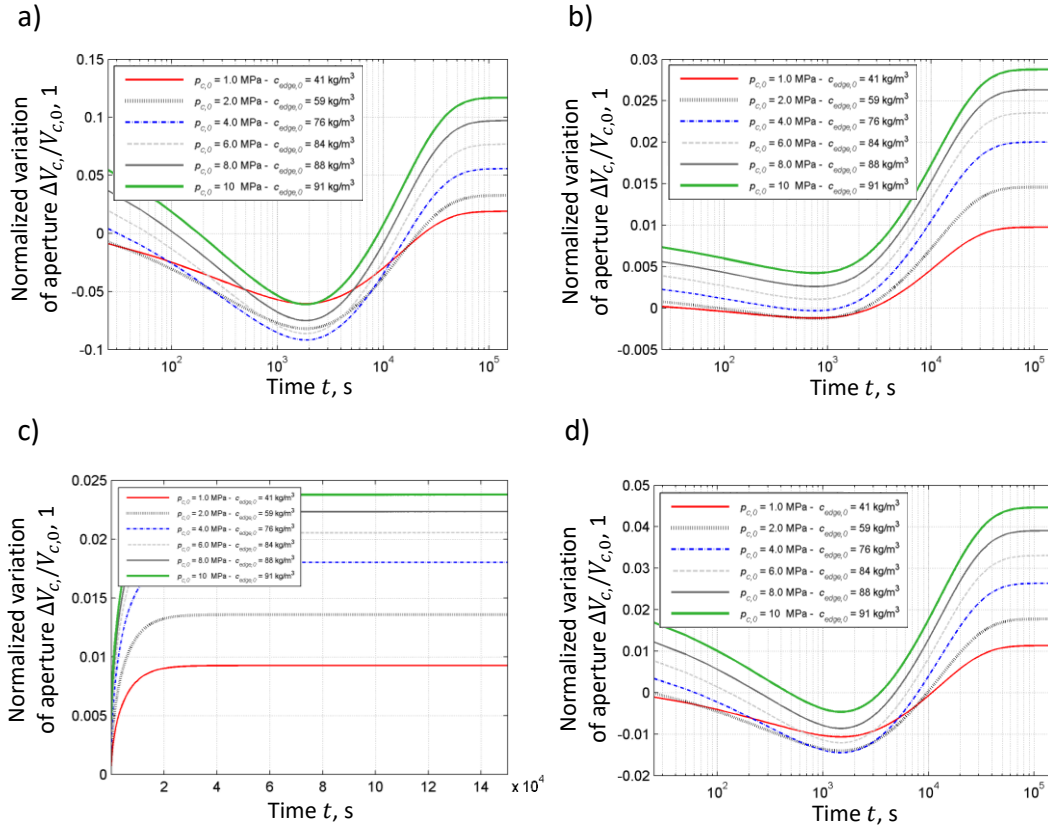 a)
Normalized variation
of aperture ΔV_c,/V_c,0, 1
0.15
0.1
0.05
0
-0.05
-0.1
p_c,0 = 1.0 MPa - c_edge,0 = 41 kg/m³
p_c,0 = 2.0 MPa - c_edge,0 = 59 kg/m³
p_c,0 = 4.0 MPa - c_edge,0 = 76 kg/m³
p_c,0 = 6.0 MPa - c_edge,0 = 84 kg/m³
p_c,0 = 8.0 MPa - c_edge,0 = 88 kg/m³
p_c,0 = 10 MPa - c_edge,0 = 91 kg/m³
10² 10³ 10⁴ 10⁵
Time t, s
b)
Normalized variation
of aperture ΔV_c,/V_c,0, 1
0.03
0.025
0.02
0.015
0.01
0.005
0
-0.005
p_c,0 = 1.0 MPa - c_edge,0 = 41 kg/m³
p_c,0 = 2.0 MPa - c_edge,0 = 59 kg/m³
p_c,0 = 4.0 MPa - c_edge,0 = 76 kg/m³
p_c,0 = 6.0 MPa - c_edge,0 = 84 kg/m³
p_c,0 = 8.0 MPa - c_edge,0 = 88 kg/m³
p_c,0 = 10 MPa - c_edge,0 = 91 kg/m³
10² 10³ 10⁴ 10⁵
Time t, s
c)
Normalized variation
of aperture ΔV_c,/V_c,0, 1
0.025
0.02
0.015
0.01
0.005
0
p_c,0 = 1.0 MPa - c_edge,0 = 41 kg/m³
p_c,0 = 2.0 MPa - c_edge,0 = 59 kg/m³
p_c,0 = 4.0 MPa - c_edge,0 = 76 kg/m³
p_c,0 = 6.0 MPa - c_edge,0 = 84 kg/m³
p_c,0 = 8.0 MPa - c_edge,0 = 88 kg/m³
p_c,0 = 10 MPa - c_edge,0 = 91 kg/m³
2 4 6 8 10 12 14
x 10⁴
Time t, s
d)
Normalized variation
of aperture ΔV_c,/V_c,0, 1
0.05
0.04
0.03
0.02
0.01
0
-0.01
-0.02
p_c,0 = 1.0 MPa - c_edge,0 = 41 kg/m³
p_c,0 = 2.0 MPa - c_edge,0 = 59 kg/m³
p_c,0 = 4.0 MPa - c_edge,0 = 76 kg/m³
p_c,0 = 6.0 MPa - c_edge,0 = 84 kg/m³
p_c,0 = 8.0 MPa - c_edge,0 = 88 kg/m³
p_c,0 = 10 MPa - c_edge,0 = 91 kg/m³
10² 10³ 10⁴ 10⁵
Time t, s